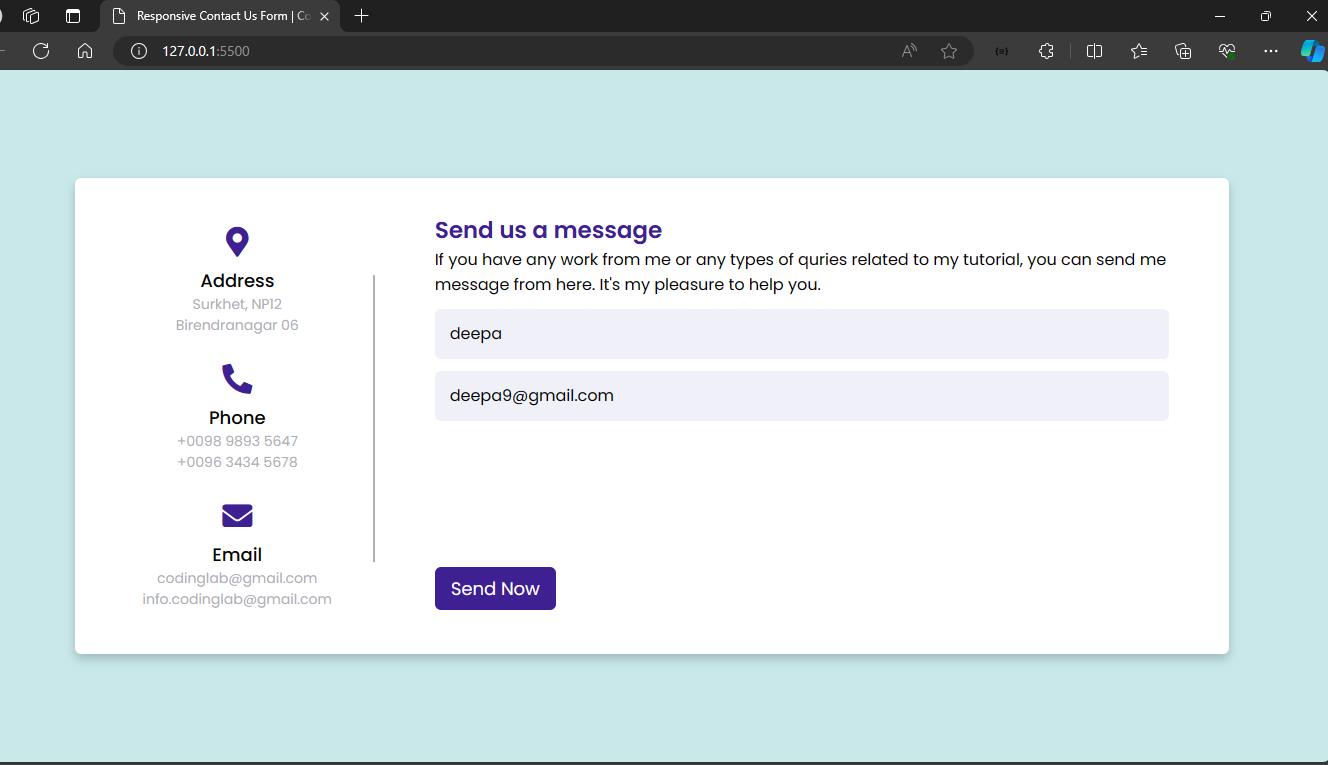 Responsive Contact Us Form | Co
127.0.0.1:5500
Address
Surkhet, NP12
Birendranagar 06
Phone
+0098 9893 5647
+0096 3434 5678
Email
codinglab@gmail.com
info.codinglab@gmail.com
Send us a message
If you have any work from me or any types of quries related to my tutorial, you can send me
message from here. It's my pleasure to help you.
deepa
deepa9@gmail.com
Send Now